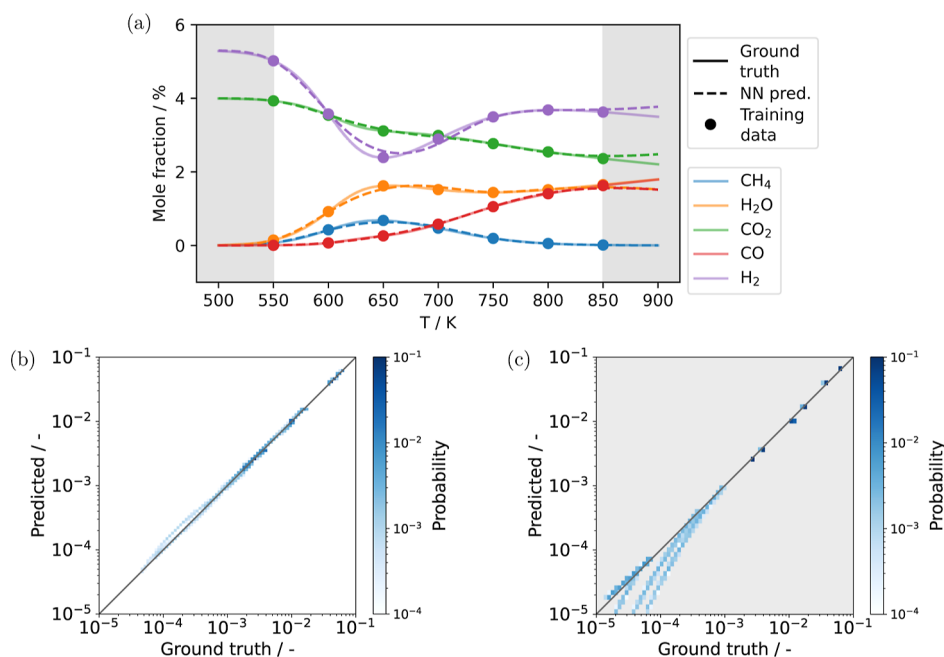 (a)
6
4
2
0
Mole fraction / %
500 550 600 650 700 750 800 850 900
T / K
Ground
truth
NN pred.
Training
data
CH₄
H₂O
CO₂
CO
H₂
(b)
10⁻¹
10⁻²
10⁻³
10⁻⁴
10⁻⁵
Predicted / -
10⁻⁵ 10⁻⁴ 10⁻³ 10⁻² 10⁻¹
Ground truth / -
10⁻¹
10⁻²
10⁻³
10⁻⁴
Probability
(c)
10⁻¹
10⁻²
10⁻³
10⁻⁴
10⁻⁵
Predicted / -
10⁻⁵ 10⁻⁴ 10⁻³ 10⁻² 10⁻¹
Ground truth / -
10⁻¹
10⁻²
10⁻³
10⁻⁴
Probability